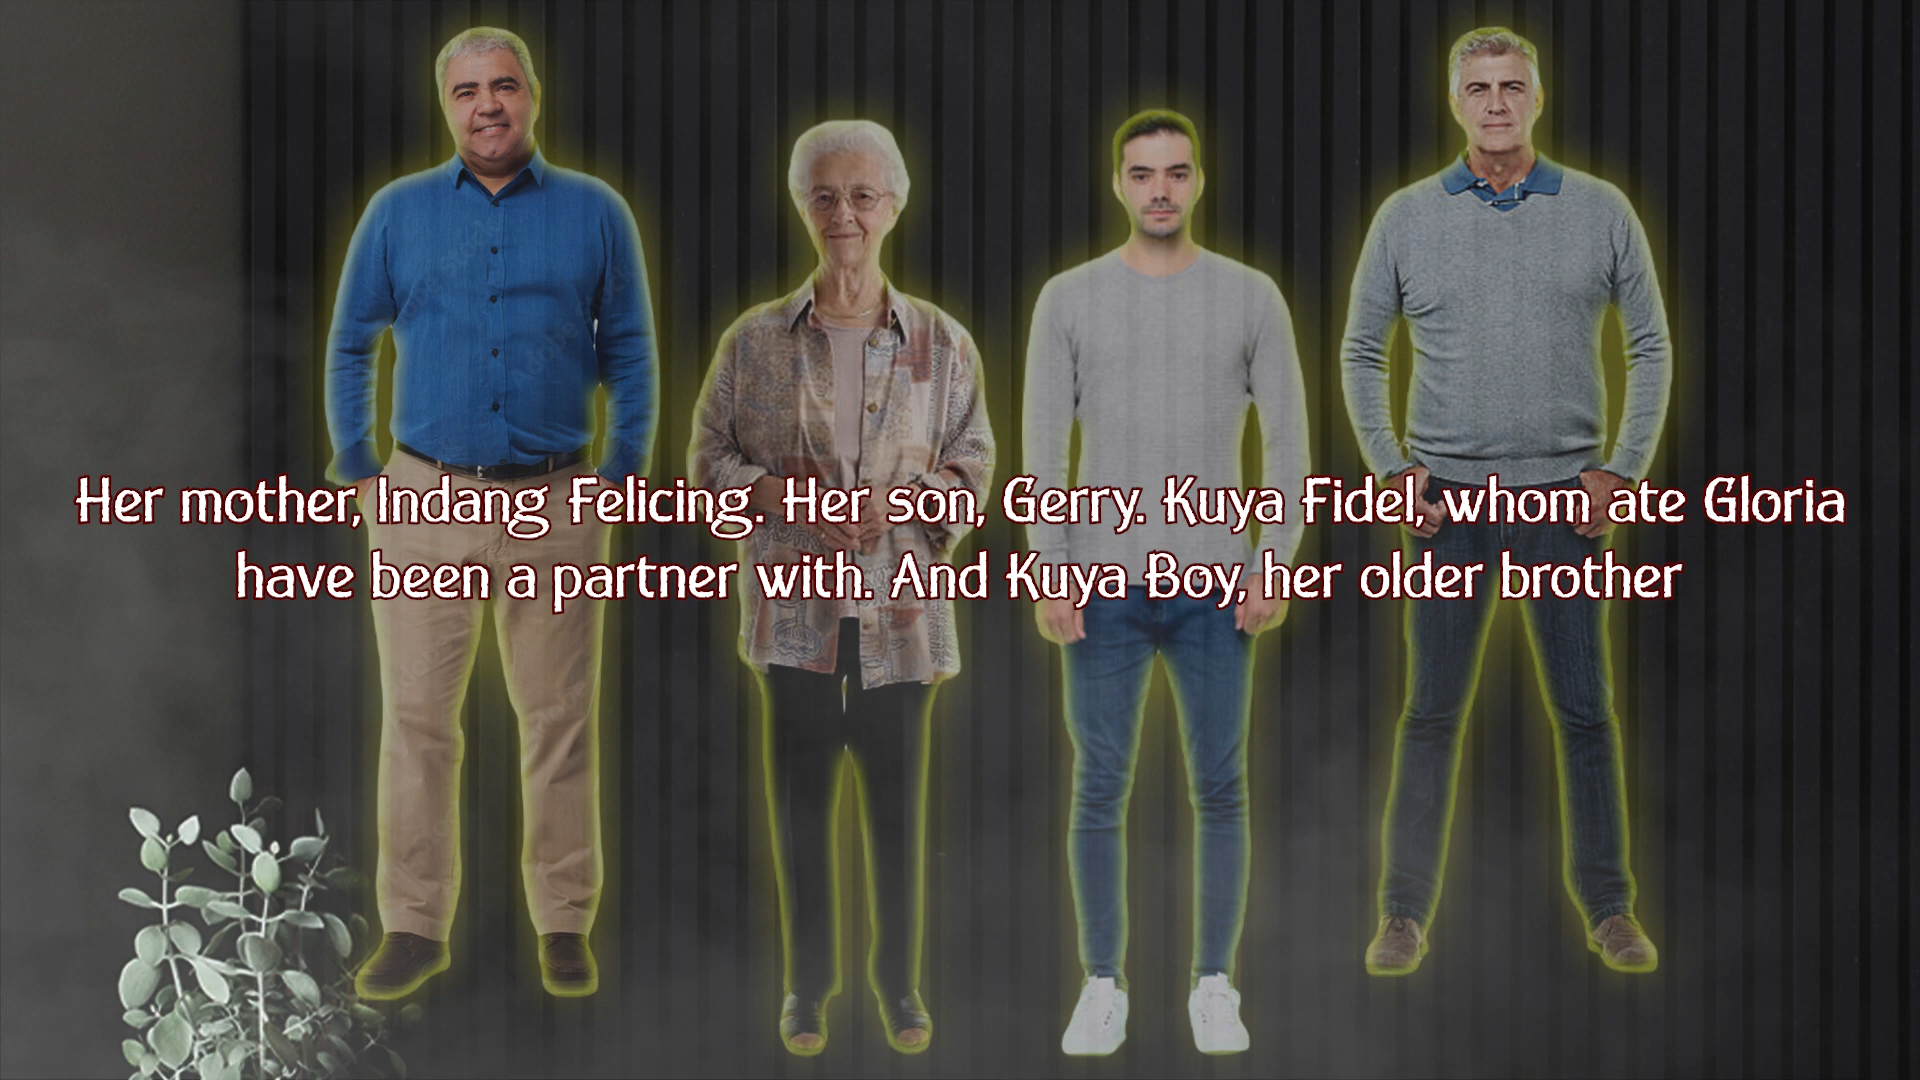 Her mother, Indang Felicing. Her son, Gerry. Kuya Fidel, whom ate Gloria
have been a partner with. And Kuya Boy, her older brother